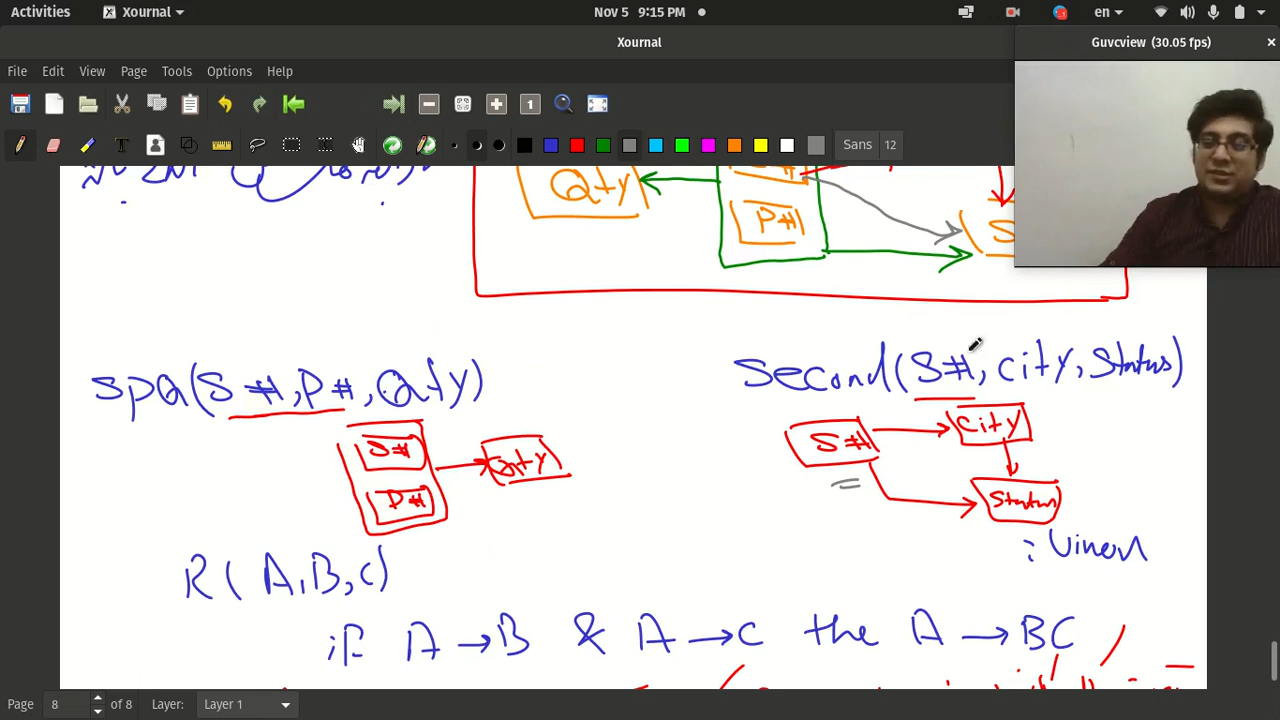 Activities Xournal Nov 5 9:15 PM en
Xournal
Guvcview (30.05 fps)
File Edit View Page Tools Options Help
Sans 12
Qty
P#
S
SPQ(S#, P#, Qty)
Second(S#, City, Status)
S#
P#
Qty
S#
City
Status
R(A,B,C)
if A → B & A → C the A → BC
Page 8 of 8 Layer: Layer 1